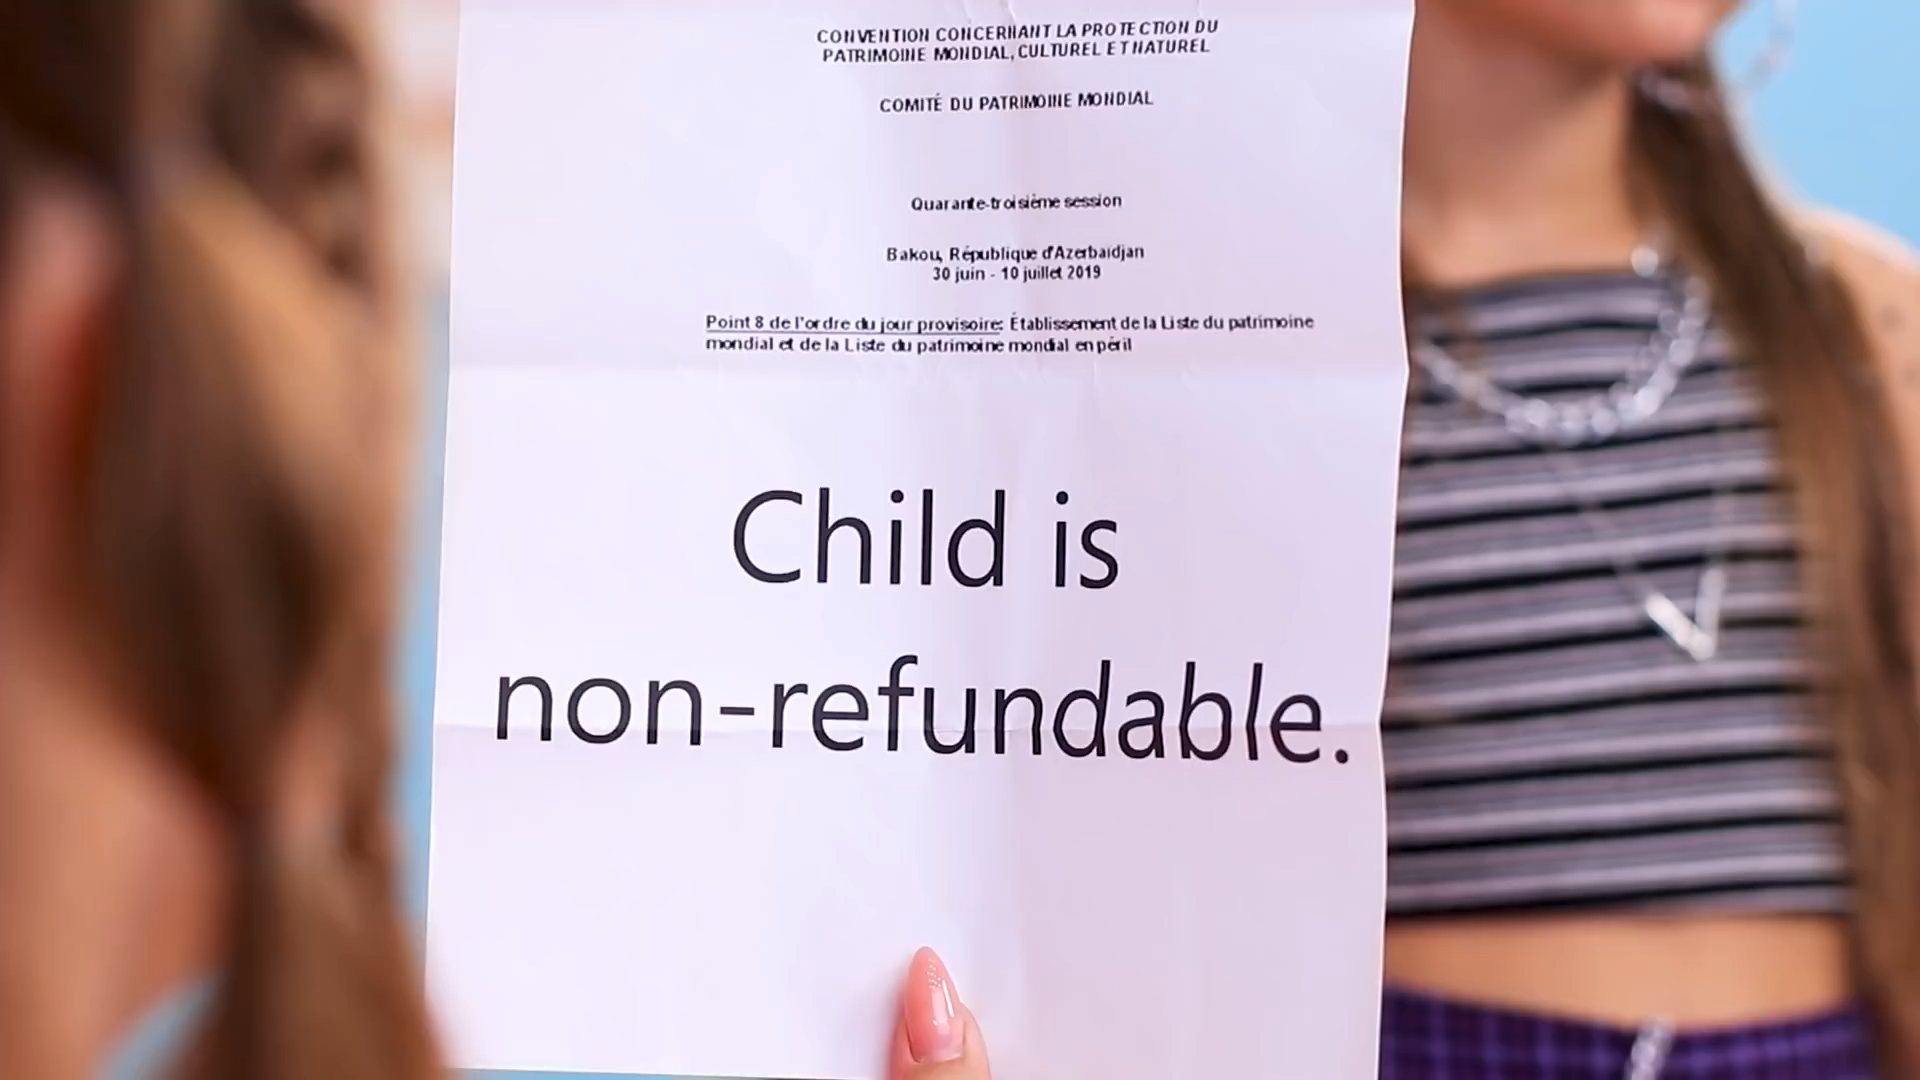 CONVENTION CONCERNANT LA PROTECTION DU
PATRIMOINE MONDIAL, CULTUREL ET NATUREL
COMITÉ DU PATRIMOINE MONDIAL
Quarante-troisième session
Bakou, République d'Azerbaidjan
30 juin - 10 juillet 2019
Point 8 de l'ordre du jour provisoire: Établissement de la Liste du patrimoine
mondial et de la Liste du patrimoine mondial en péril
Child is
non-refundable.